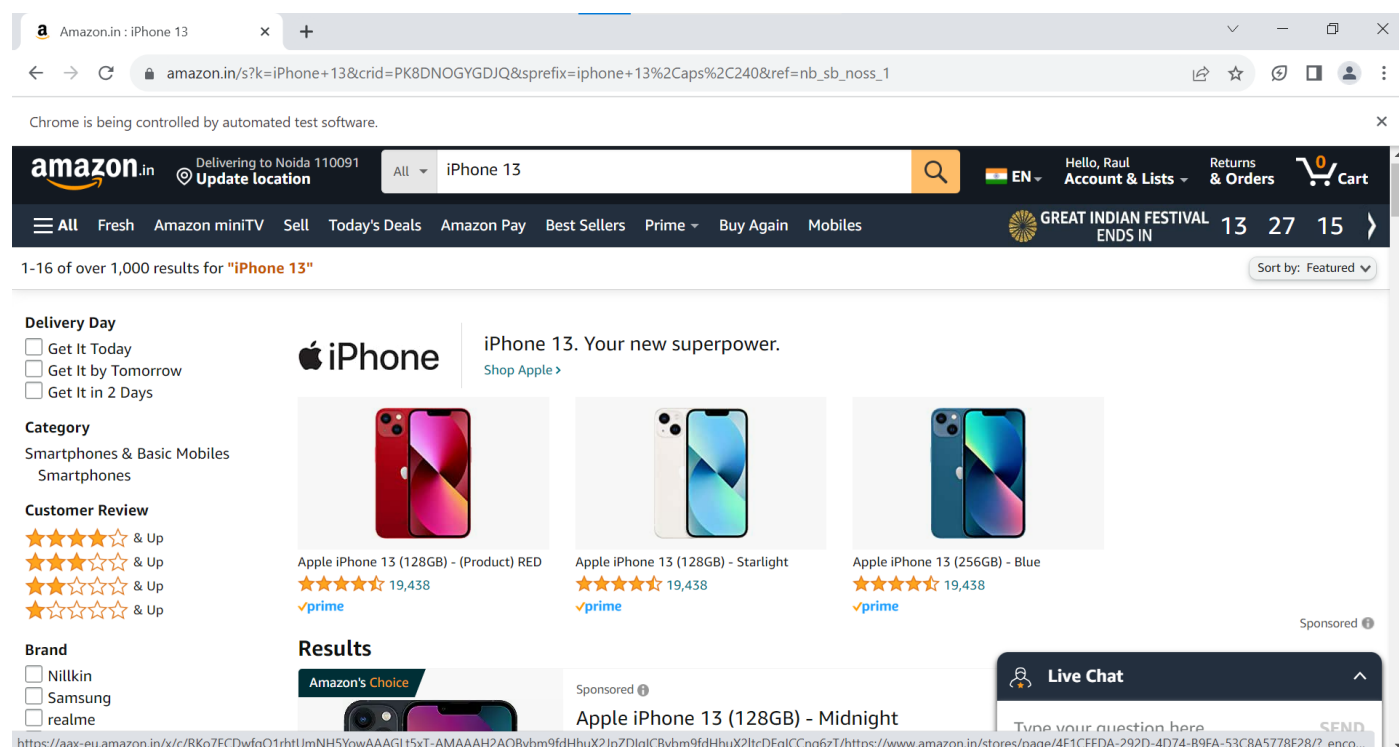 a Amazon.in : iPhone 13
amazon.in/s?k=iPhone+13&crid=PK8DNOGYGDJQ&sprefix=iphone+13%2Caps%2C240&ref=nb_sb_noss_1
Chrome is being controlled by automated test software.
amazon.in
Delivering to Noida 110091
Update location
All
iPhone 13
EN
Hello, Raul
Account & Lists
Returns
& Orders
0
Cart
All Fresh Amazon miniTV Sell Today's Deals Amazon Pay Best Sellers Prime Buy Again Mobiles
GREAT INDIAN FESTIVAL
ENDS IN
13 27 15
1-16 of over 1,000 results for "iPhone 13"
Sort by: Featured
Delivery Day
Get It Today
Get It by Tomorrow
Get It in 2 Days
Category
Smartphones & Basic Mobiles
Smartphones
Customer Review
& Up
& Up
& Up
& Up
Brand
Nillkin
Samsung
realme
iPhone
iPhone 13. Your new superpower.
Shop Apple
Apple iPhone 13 (128GB) - (Product) RED
19,438
prime
Apple iPhone 13 (128GB) - Starlight
19,438
prime
Apple iPhone 13 (256GB) - Blue
19,438
prime
Sponsored
Results
Amazon's Choice
Sponsored
Apple iPhone 13 (128GB) - Midnight
Live Chat
Type your question here
SEND